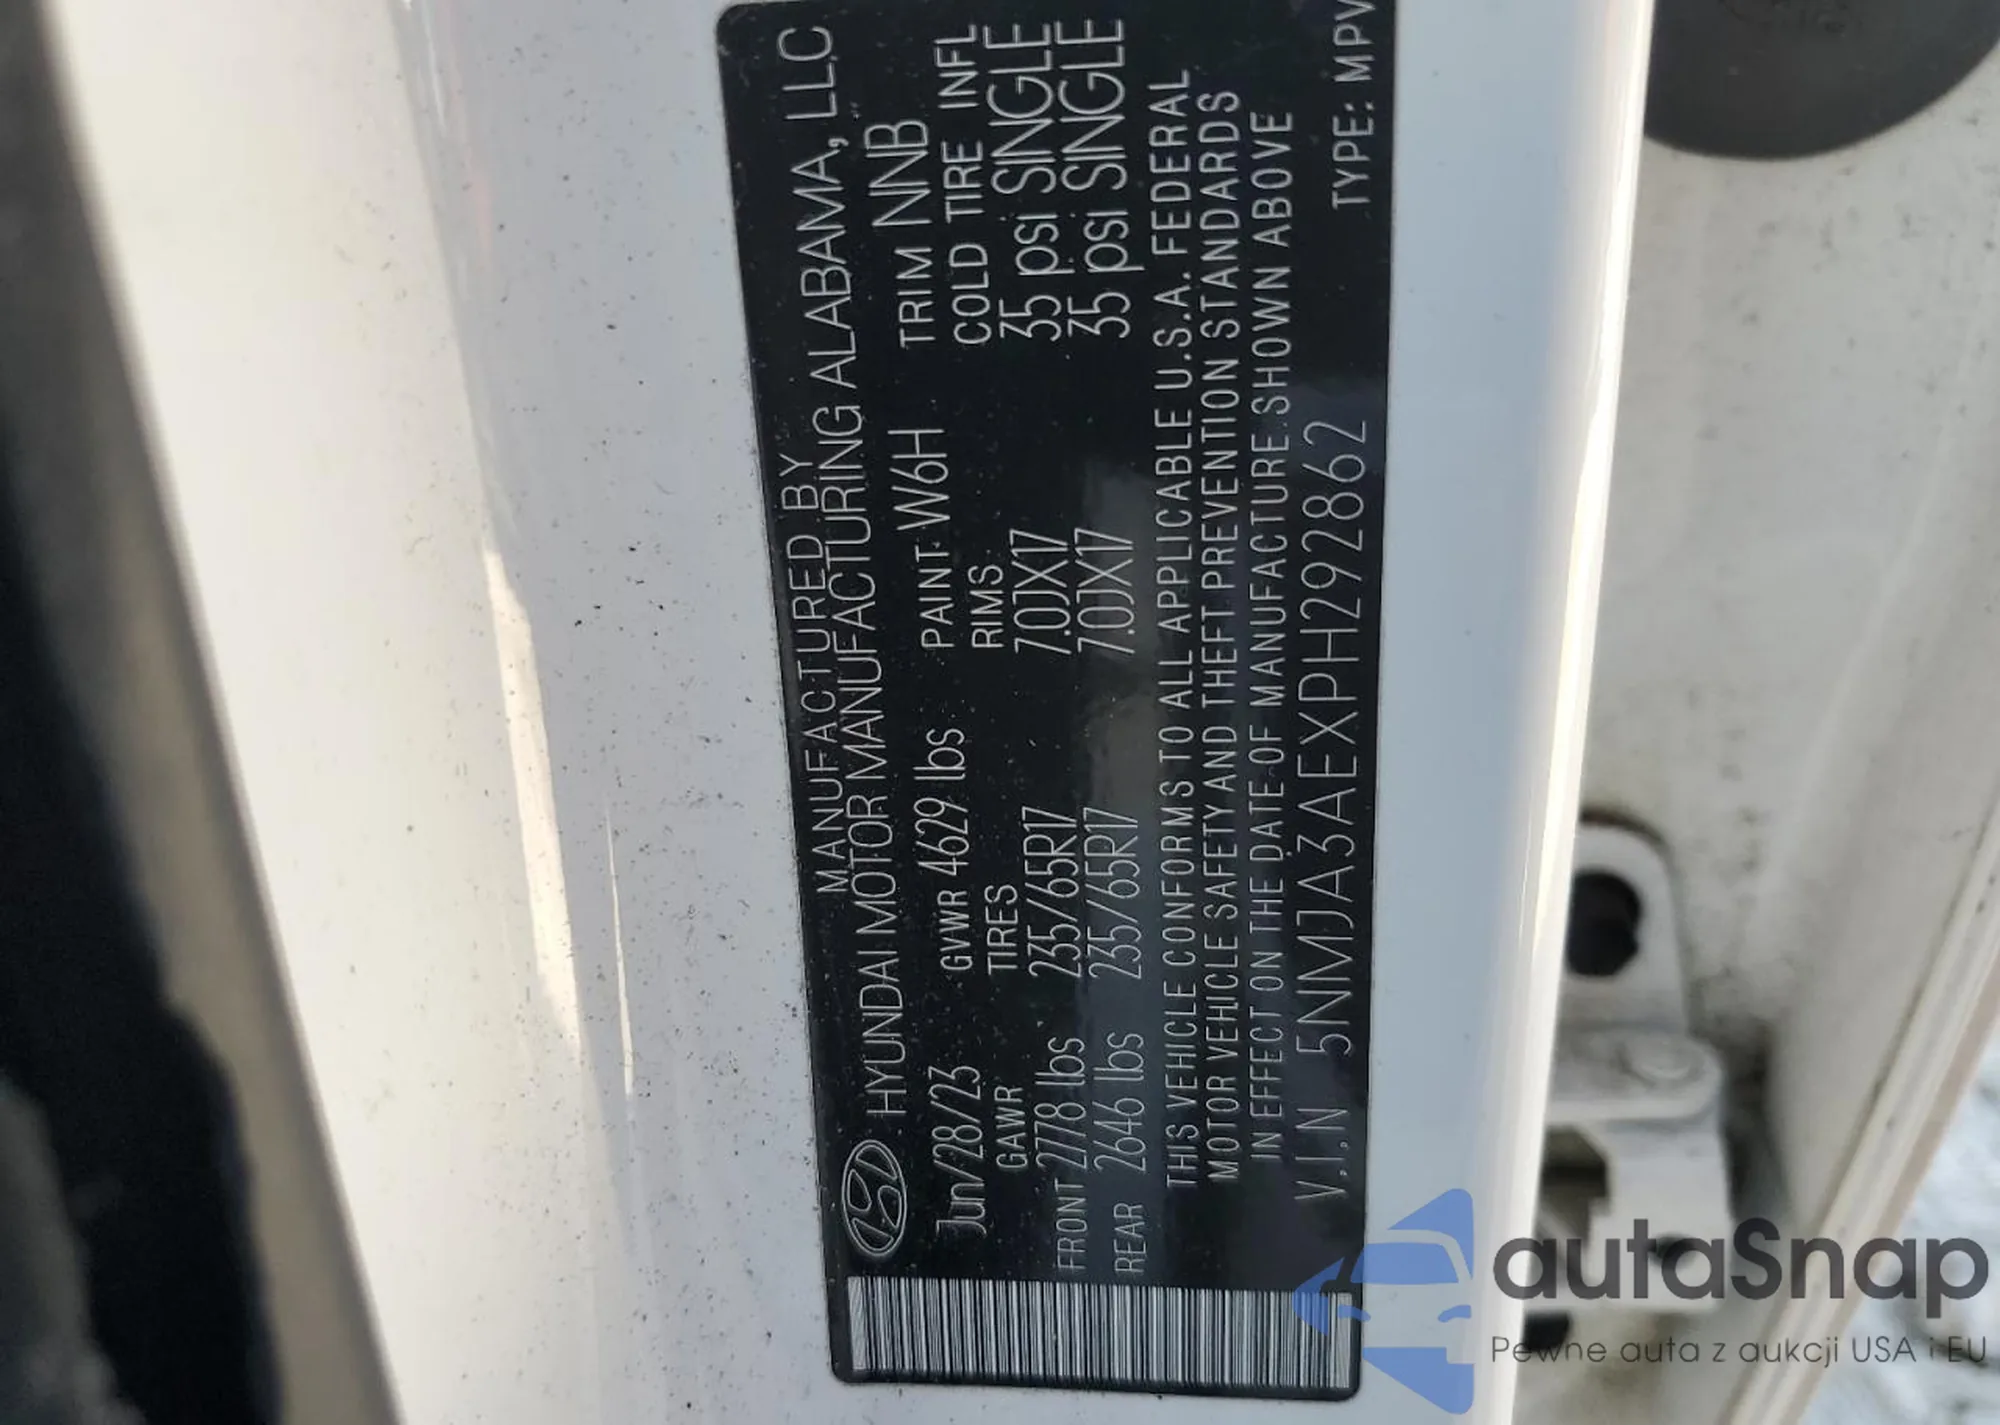 MANUFACTURED BY
HYUNDAI MOTOR MANUFACTURING ALABAMA, LLC
Jun/28/23 GVWR 4629 lbs PAINT W6H TRIM NNB
GAWR TIRES RIMS COLD TIRE INFL
FRONT 2778 lbs 235/65R17 7.0JX17 35 psi SINGLE
REAR 2646 lbs 235/65R17 7.0JX17 35 psi SINGLE
THIS VEHICLE CONFORMS TO ALL APPLICABLE U.S.A. FEDERAL
MOTOR VEHICLE SAFETY AND THEFT PREVENTION STANDARDS
IN EFFECT ON THE DATE OF MANUFACTURE SHOWN ABOVE
V.I.N 5NMJA3AEXPH292862 TYPE: MPV
autaSnap
Pewne auta z aukcji USA i EU